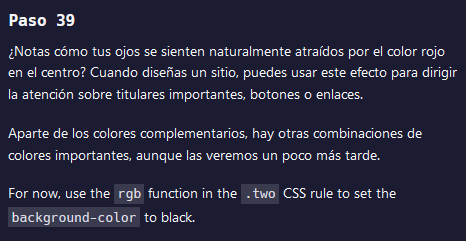 Paso 39
¿Notas cómo tus ojos se sienten naturalmente atraídos por el color rojo
en el centro? Cuando diseñas un sitio, puedes usar este efecto para dirigir
la atención sobre titulares importantes, botones o enlaces.
Aparte de los colores complementarios, hay otras combinaciones de
colores importantes, aunque las veremos un poco más tarde.
For now, use the rgb function in the .two CSS rule to set the
background-color to black.